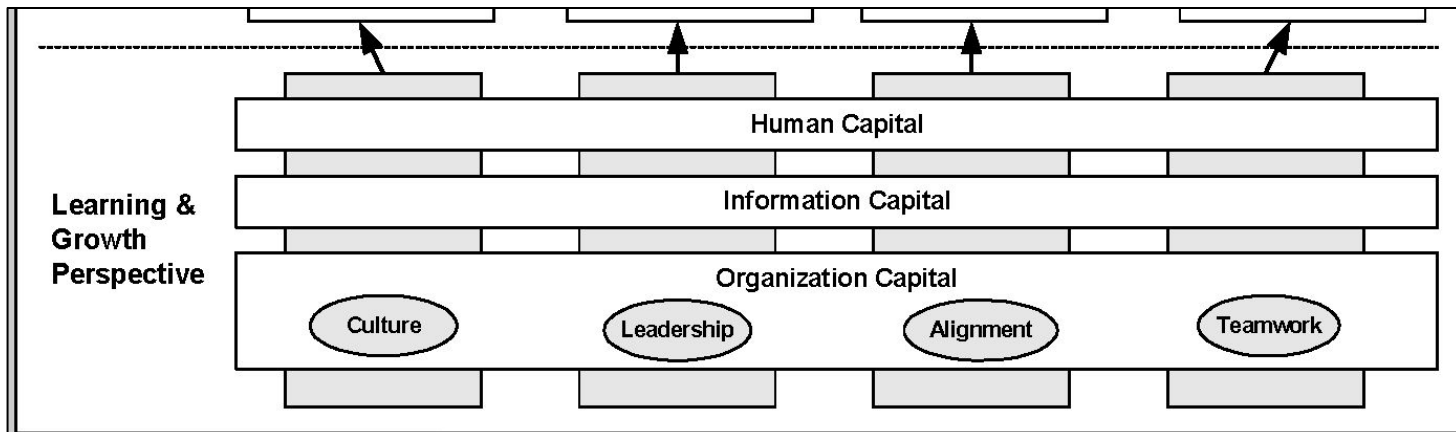 Human Capital
Learning &
Growth
Perspective
Information Capital
Organization Capital
Culture
Leadership
Alignment
Teamwork